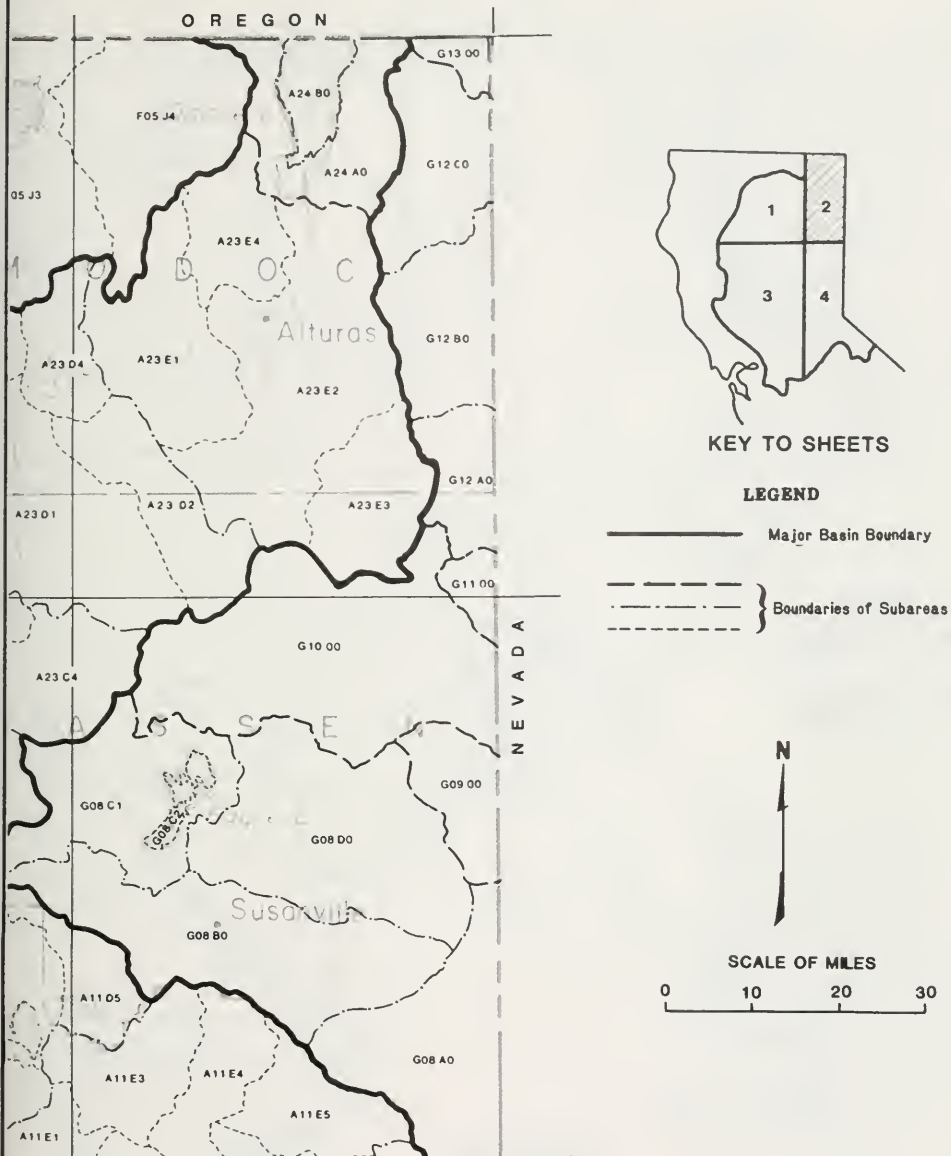 OREGON
G13 00
A24 B0
F05 J4
G12 C0
A24 A0
05 J3
A23 E4
M O D O C
Alturas
G12 B0
A23 D4
A23 E1
A23 E2
G12 A0
A23 D1
A23 D2
A23 E3
G11 00
G10 00
NEVADA
A23 C4
A S S E N
G09 00
G08 C1
G08 C2
G08 D0
Susanville
G08 B0
A11 D5
G08 A0
A11 E3
A11 E4
A11 E5
A11 E1
1
2
3
4
KEY TO SHEETS
LEGEND
Major Basin Boundary
Boundaries of Subareas
N
SCALE OF MILES
0 10 20 30